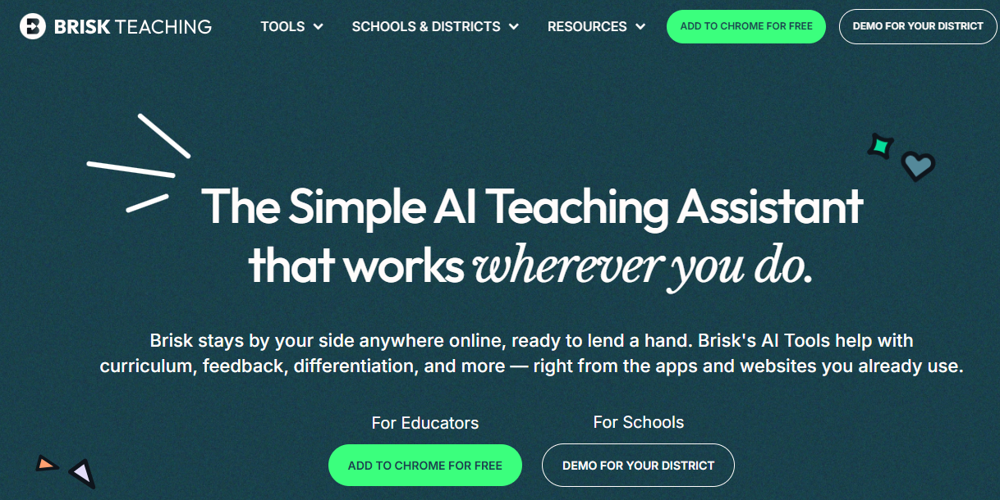 BRISK TEACHING
TOOLS
SCHOOLS & DISTRICTS
RESOURCES
ADD TO CHROME FOR FREE
DEMO FOR YOUR DISTRICT
The Simple AI Teaching Assistant
that works wherever you do.
Brisk stays by your side anywhere online, ready to lend a hand. Brisk's AI Tools help with
curriculum, feedback, differentiation, and more — right from the apps and websites you already use.
For Educators
ADD TO CHROME FOR FREE
For Schools
DEMO FOR YOUR DISTRICT